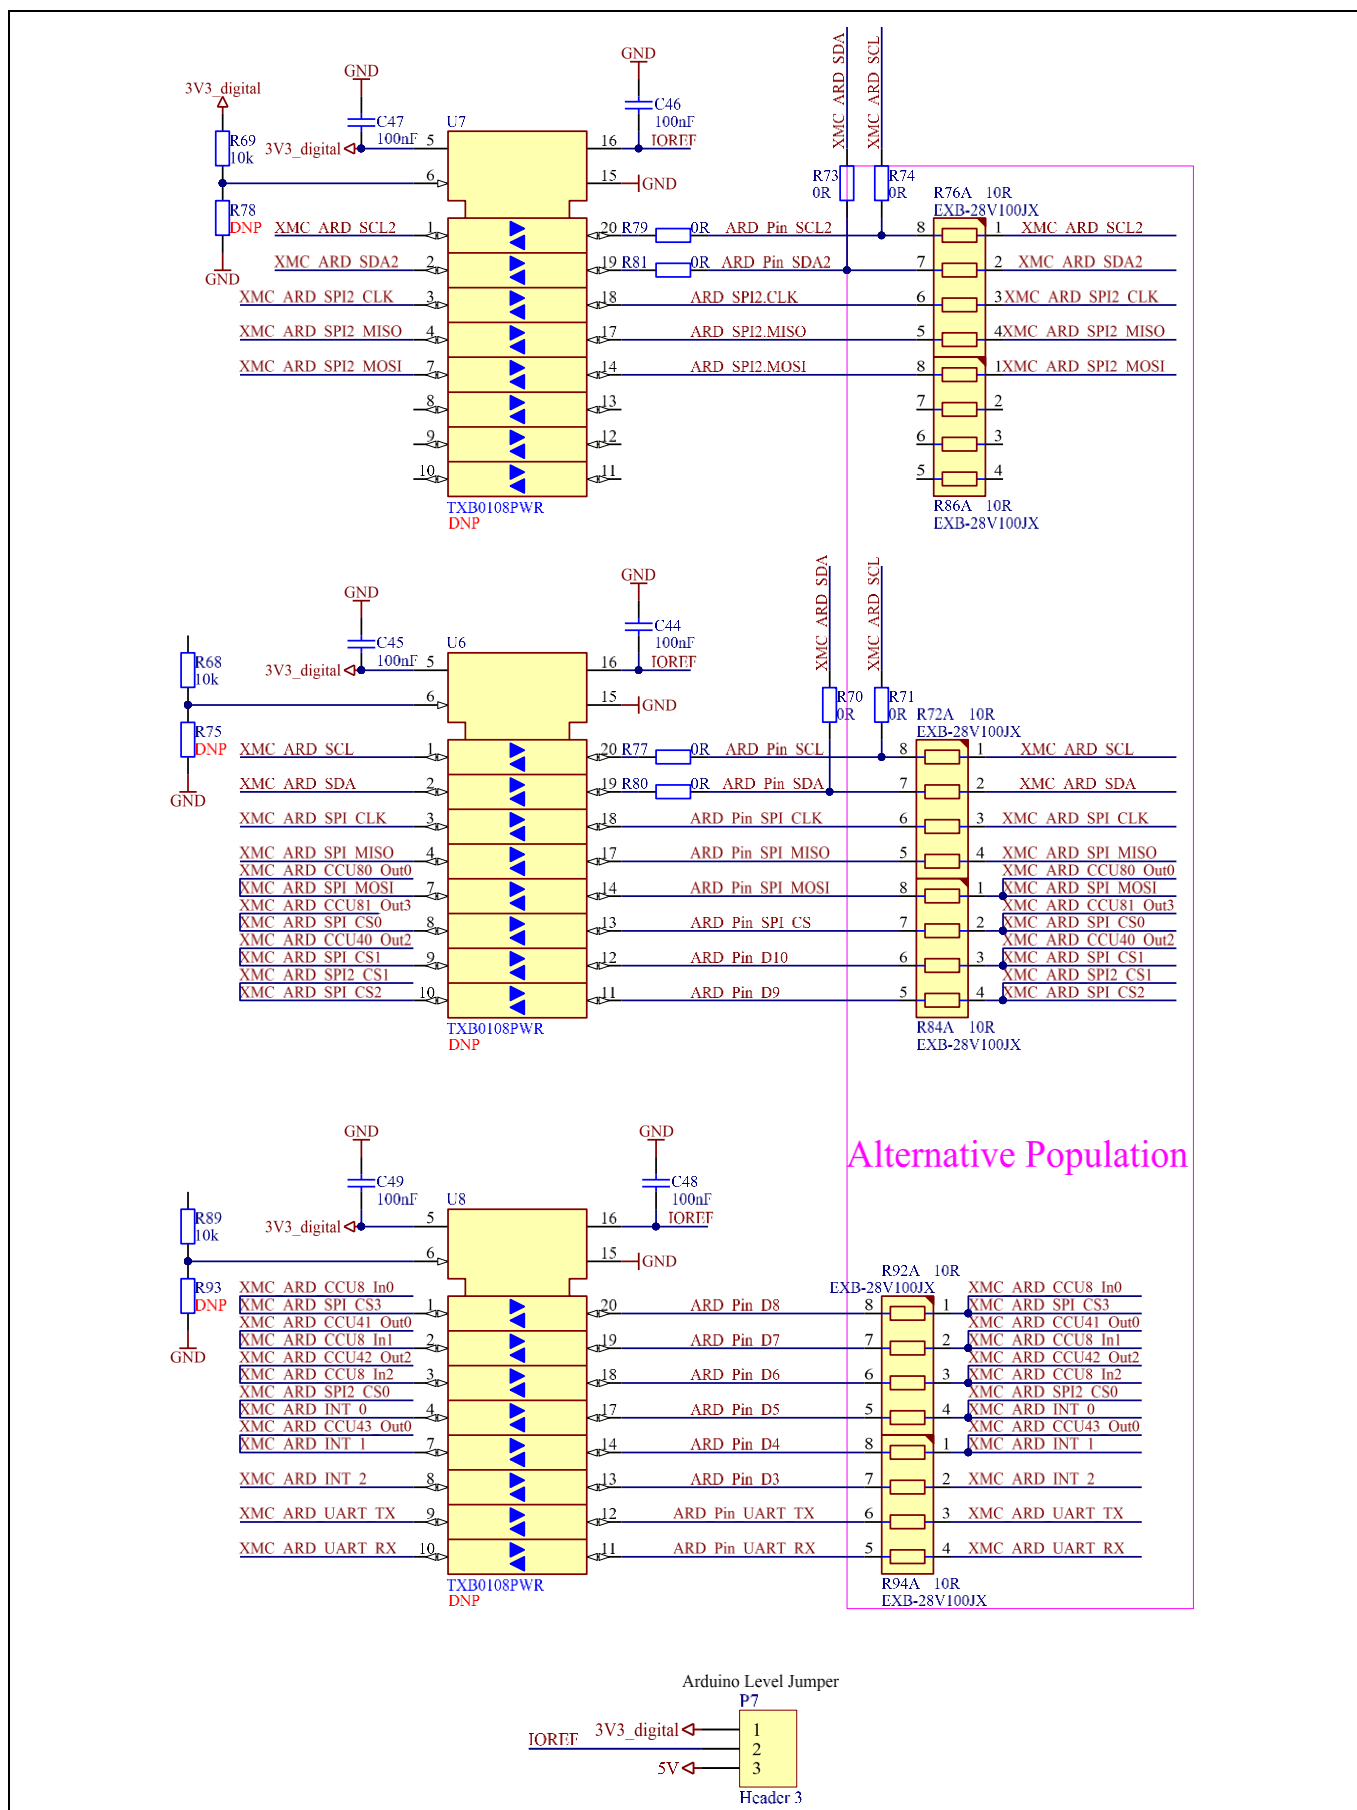 XMC_ARD_SDA
XMC_ARD_SCL
GND
GND
3V3_digital
C46
100nF
C47
100nF
U7
R69
10k
3V3_digital
5
16
IOREF
6
15
GND
R73
0R
R74
0R
R76A 10R
EXB-28V100JX
R78
DNP
XMC_ARD_SCL2
1
20
R79
0R
ARD_Pin_SCL2
8
1
XMC_ARD_SCL2
XMC_ARD_SDA2
2
19
R81
0R
ARD_Pin_SDA2
7
2
XMC_ARD_SDA2
GND
XMC_ARD_SPI2_CLK
3
18
ARD_SPI2.CLK
6
3
XMC_ARD_SPI2_CLK
XMC_ARD_SPI2_MISO
4
17
ARD_SPI2.MISO
5
4
XMC_ARD_SPI2_MISO
XMC_ARD_SPI2_MOSI
7
14
ARD_SPI2.MOSI
8
1
XMC_ARD_SPI2_MOSI
8
13
7
2
9
12
6
3
10
11
5
4
TXB0108PWR
DNP
R86A 10R
EXB-28V100JX
XMC_ARD_SDA
XMC_ARD_SCL
GND
GND
C44
100nF
C45
100nF
U6
R68
10k
3V3_digital
5
16
IOREF
6
15
GND
R70
0R
R71
0R
R72A 10R
EXB-28V100JX
R75
DNP
XMC_ARD_SCL
1
20
R77
0R
ARD_Pin_SCL
8
1
XMC_ARD_SCL
XMC_ARD_SDA
2
19
R80
0R
ARD_Pin_SDA
7
2
XMC_ARD_SDA
GND
XMC_ARD_SPI_CLK
3
18
ARD_Pin_SPI_CLK
6
3
XMC_ARD_SPI_CLK
XMC_ARD_SPI_MISO
4
17
ARD_Pin_SPI_MISO
5
4
XMC_ARD_SPI_MISO
XMC_ARD_CCU80_Out0
XMC_ARD_CCU80_Out0
XMC_ARD_SPI_MOSI
7
14
ARD_Pin_SPI_MOSI
8
1
XMC_ARD_SPI_MOSI
XMC_ARD_CCU81_Out3
XMC_ARD_CCU81_Out3
XMC_ARD_SPI_CS0
8
13
ARD_Pin_SPI_CS
7
2
XMC_ARD_SPI_CS0
XMC_ARD_CCU40_Out2
XMC_ARD_CCU40_Out2
XMC_ARD_SPI_CS1
9
12
ARD_Pin_D10
6
3
XMC_ARD_SPI_CS1
XMC_ARD_SPI2_CS1
XMC_ARD_SPI2_CS1
XMC_ARD_SPI_CS2
10
11
ARD_Pin_D9
5
4
XMC_ARD_SPI_CS2
TXB0108PWR
DNP
R84A 10R
EXB-28V100JX
GND
GND
Alternative Population
C49
100nF
C48
100nF
U8
R89
10k
3V3_digital
5
16
IOREF
6
15
GND
R92A 10R
EXB-28V100JX
R93
DNP
XMC_ARD_CCU8_In0
XMC_ARD_CCU8_In0
XMC_ARD_SPI_CS3
1
20
ARD_Pin_D8
8
1
XMC_ARD_SPI_CS3
XMC_ARD_CCU41_Out0
XMC_ARD_CCU41_Out0
XMC_ARD_CCU8_In1
2
19
ARD_Pin_D7
7
2
XMC_ARD_CCU8_In1
GND
XMC_ARD_CCU42_Out2
XMC_ARD_CCU42_Out2
XMC_ARD_CCU8_In2
3
18
ARD_Pin_D6
6
3
XMC_ARD_CCU8_In2
XMC_ARD_SPI2_CS0
XMC_ARD_SPI2_CS0
XMC_ARD_INT_0
4
17
ARD_Pin_D5
5
4
XMC_ARD_INT_0
XMC_ARD_CCU43_Out0
XMC_ARD_CCU43_Out0
XMC_ARD_INT_1
7
14
ARD_Pin_D4
8
1
XMC_ARD_INT_1
XMC_ARD_INT_2
8
13
ARD_Pin_D3
7
2
XMC_ARD_INT_2
XMC_ARD_UART_TX
9
12
ARD_Pin_UART_TX
6
3
XMC_ARD_UART_TX
XMC_ARD_UART_RX
10
11
ARD_Pin_UART_RX
5
4
XMC_ARD_UART_RX
TXB0108PWR
DNP
R94A 10R
EXB-28V100JX
Arduino Level Jumper
P7
3V3_digital
1
IOREF
2
5V
3
Header 3